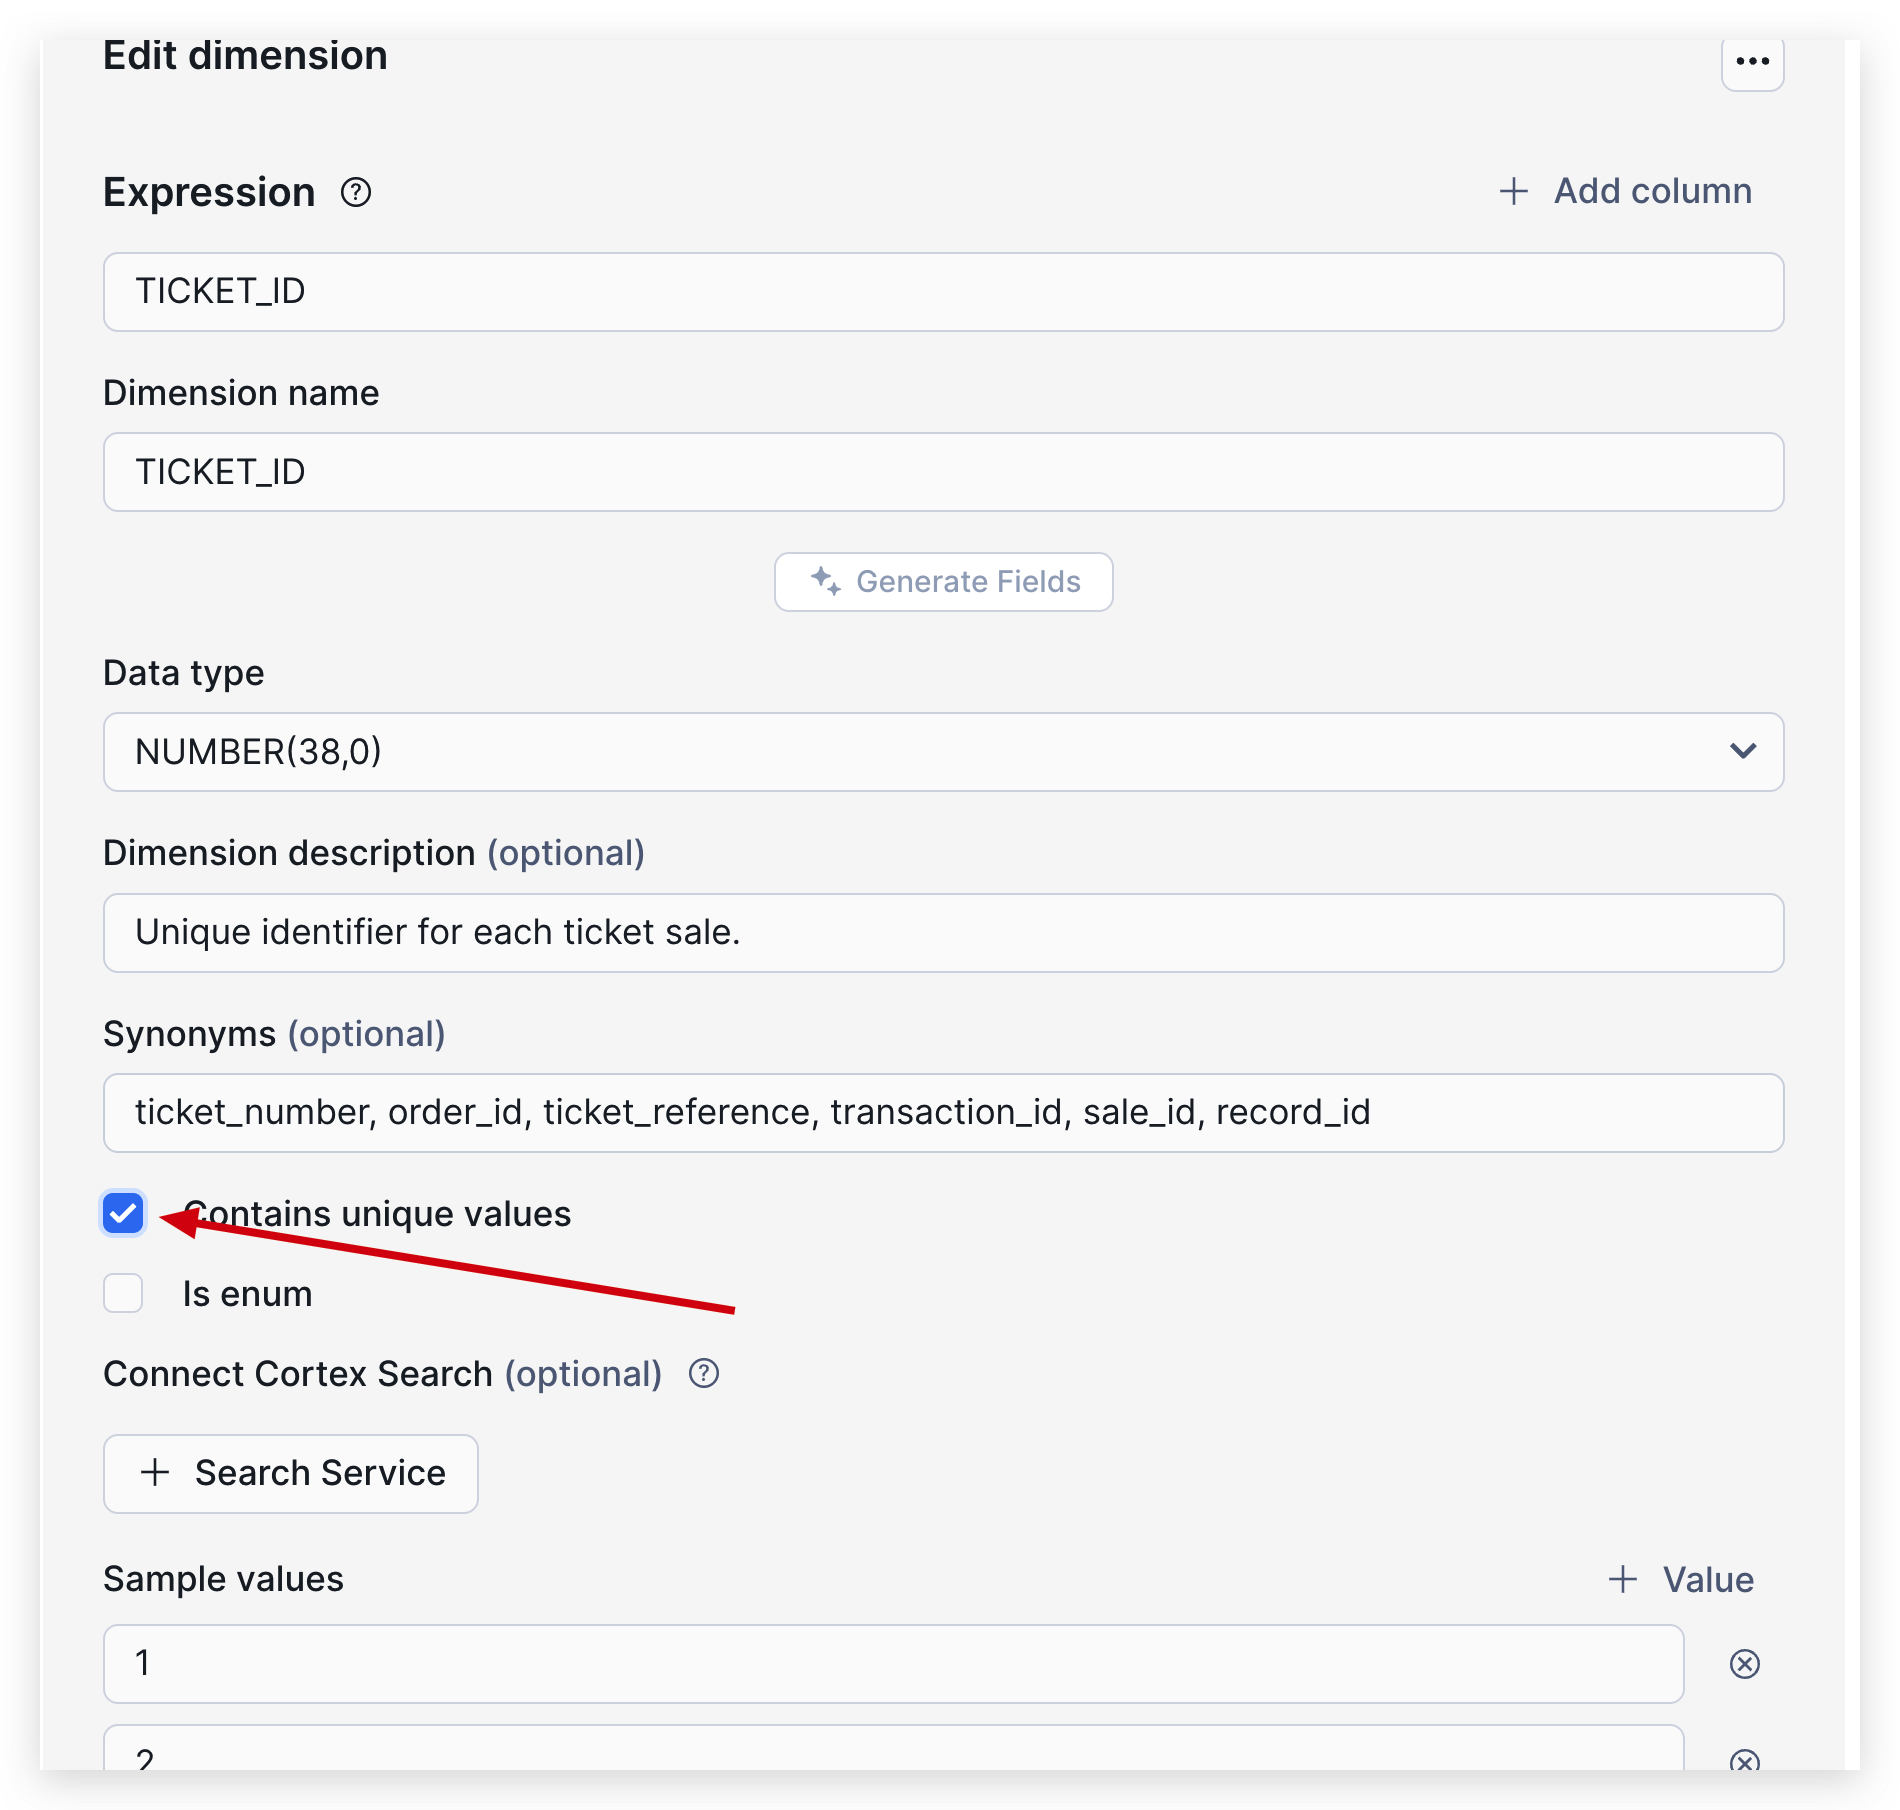 Edit dimension
Expression
Add column
TICKET_ID
Dimension name
TICKET_ID
Generate Fields
Data type
NUMBER(38,0)
Dimension description (optional)
Unique identifier for each ticket sale.
Synonyms (optional)
ticket_number, order_id, ticket_reference, transaction_id, sale_id, record_id
Contains unique values
Is enum
Connect Cortex Search (optional)
Search Service
Sample values
Value
1
2